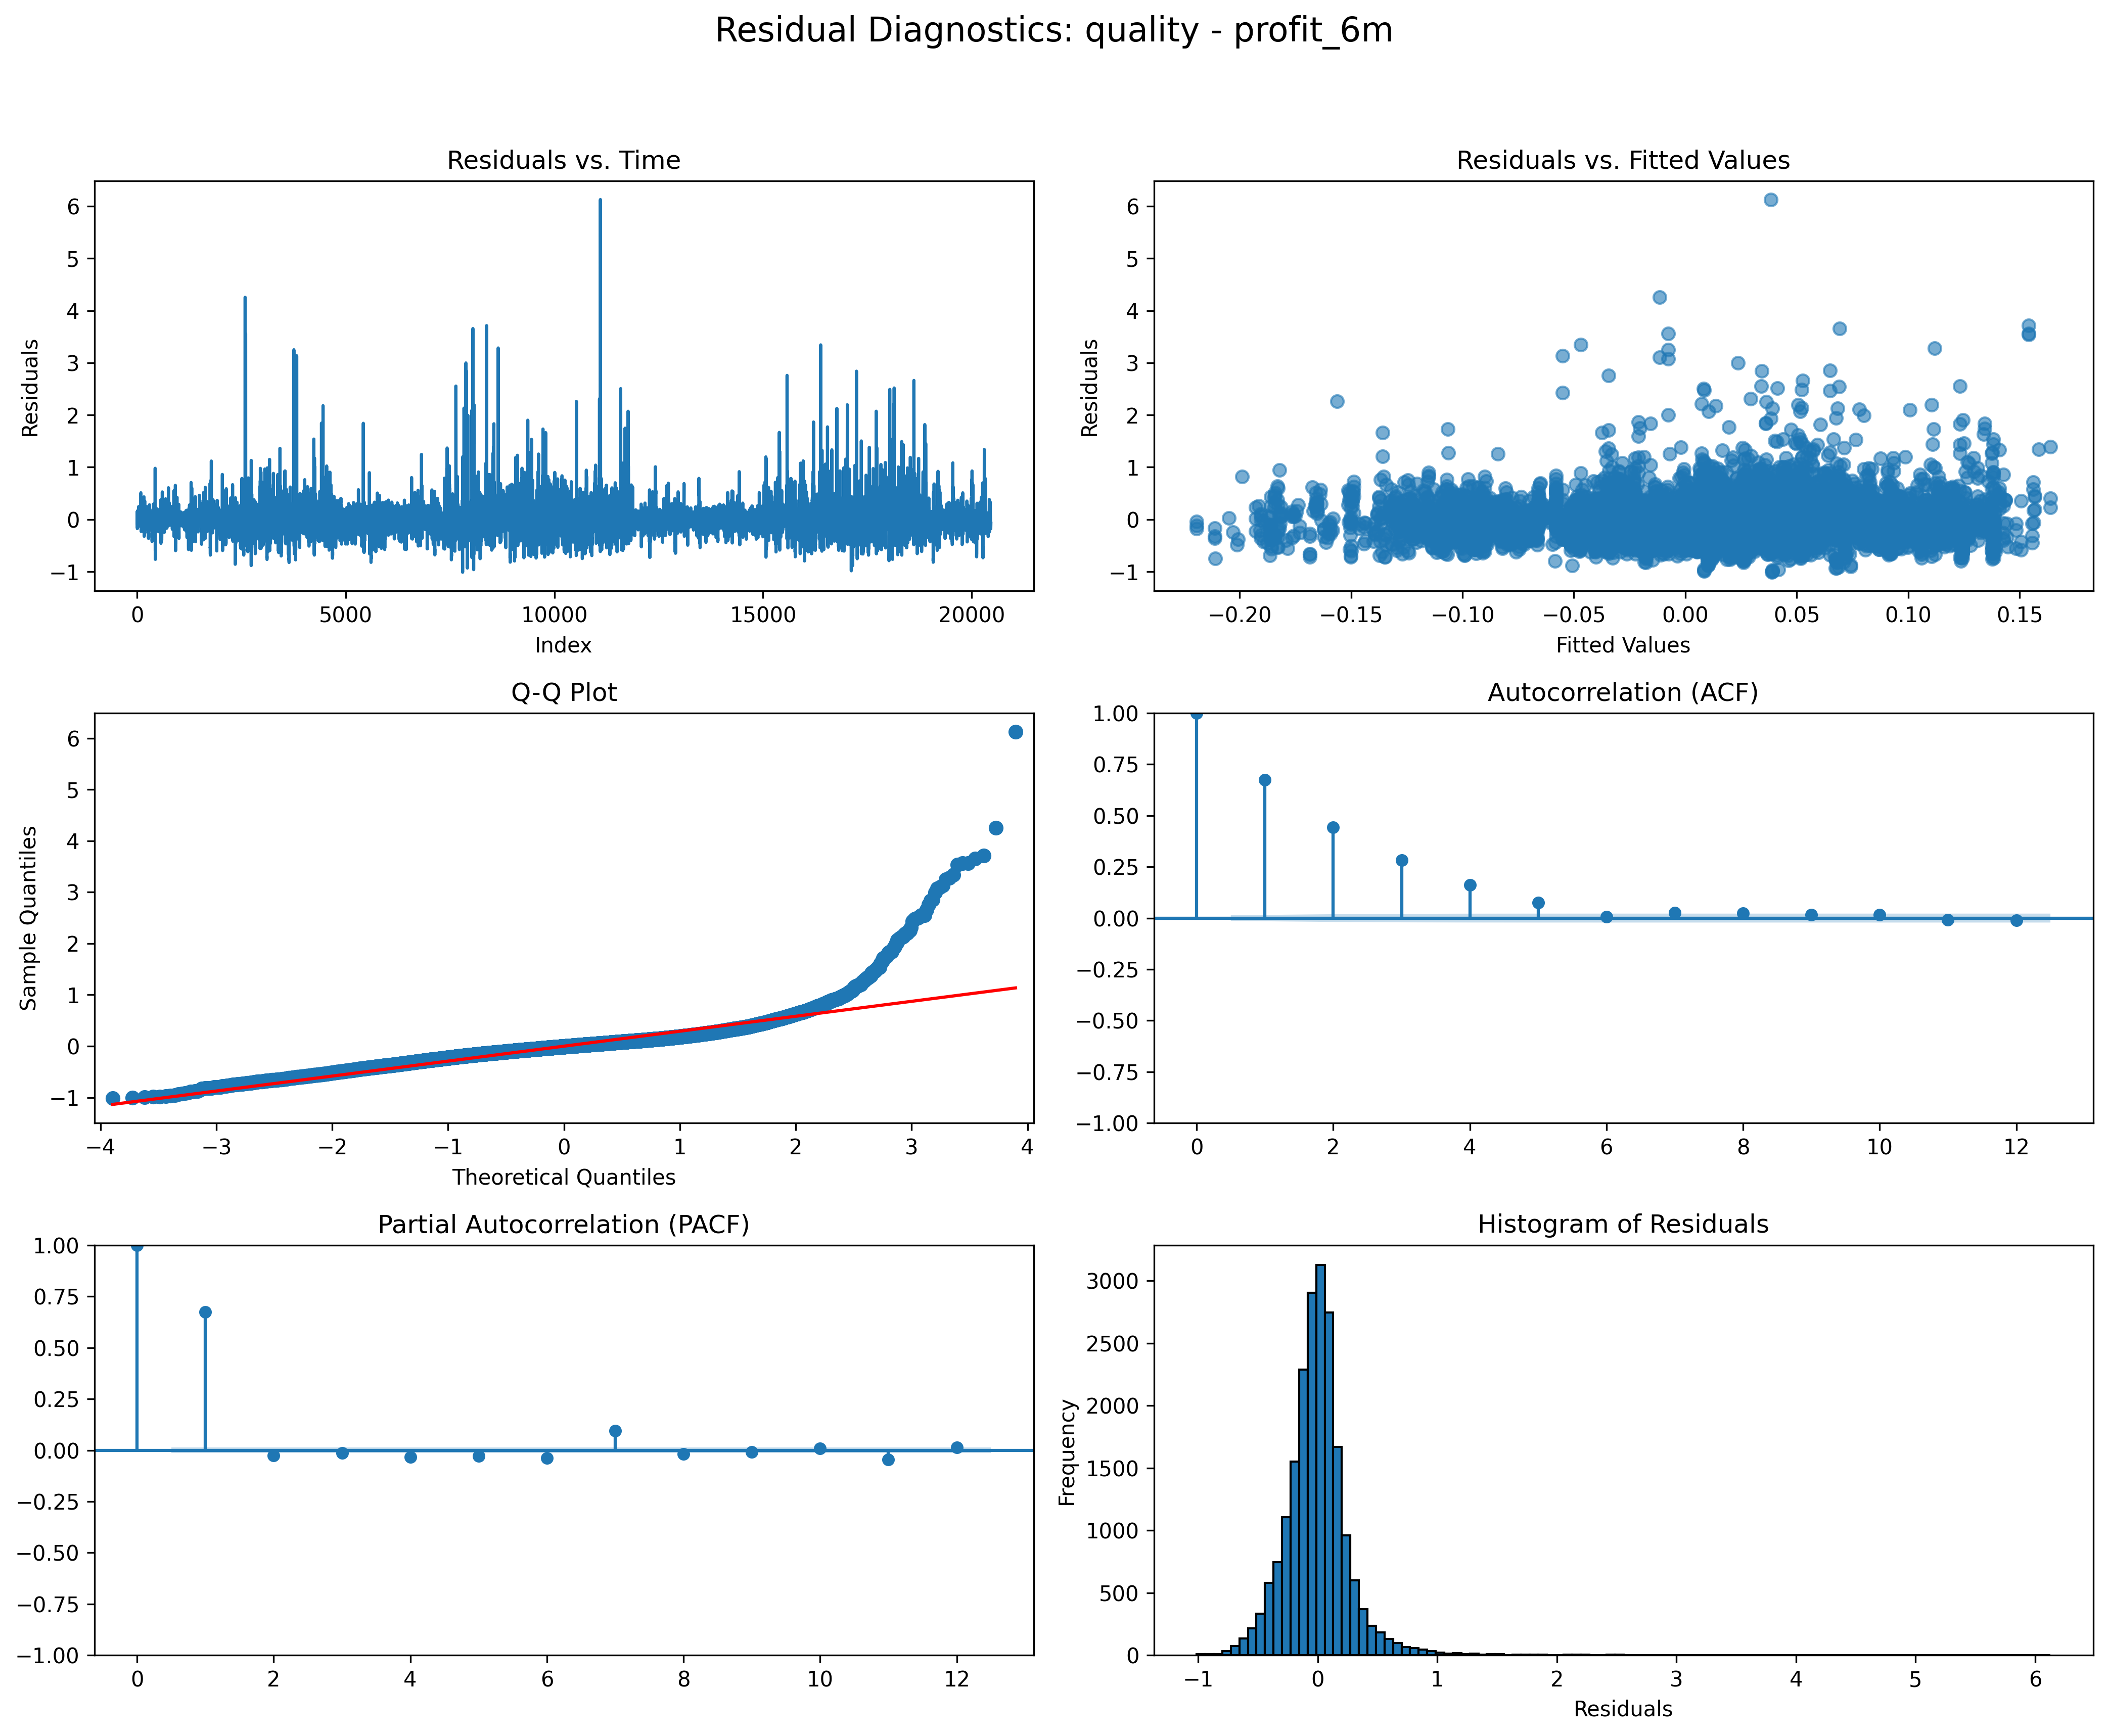 Residual Diagnostics: quality - profit_6m
Residuals vs. Time
6
5
4
3
2
1
0
−1
Residuals
0 5000 10000 15000 20000
Index
Residuals vs. Fitted Values
6
5
4
3
2
1
0
−1
Residuals
−0.20 −0.15 −0.10 −0.05 0.00 0.05 0.10 0.15
Fitted Values
Q-Q Plot
6
5
4
3
2
1
0
−1
Sample Quantiles
−4 −3 −2 −1 0 1 2 3 4
Theoretical Quantiles
Autocorrelation (ACF)
1.00
0.75
0.50
0.25
0.00
−0.25
−0.50
−0.75
−1.00
0 2 4 6 8 10 12
Partial Autocorrelation (PACF)
1.00
0.75
0.50
0.25
0.00
−0.25
−0.50
−0.75
−1.00
0 2 4 6 8 10 12
Histogram of Residuals
3000
2500
2000
1500
1000
500
0
Frequency
−1 0 1 2 3 4 5 6
Residuals